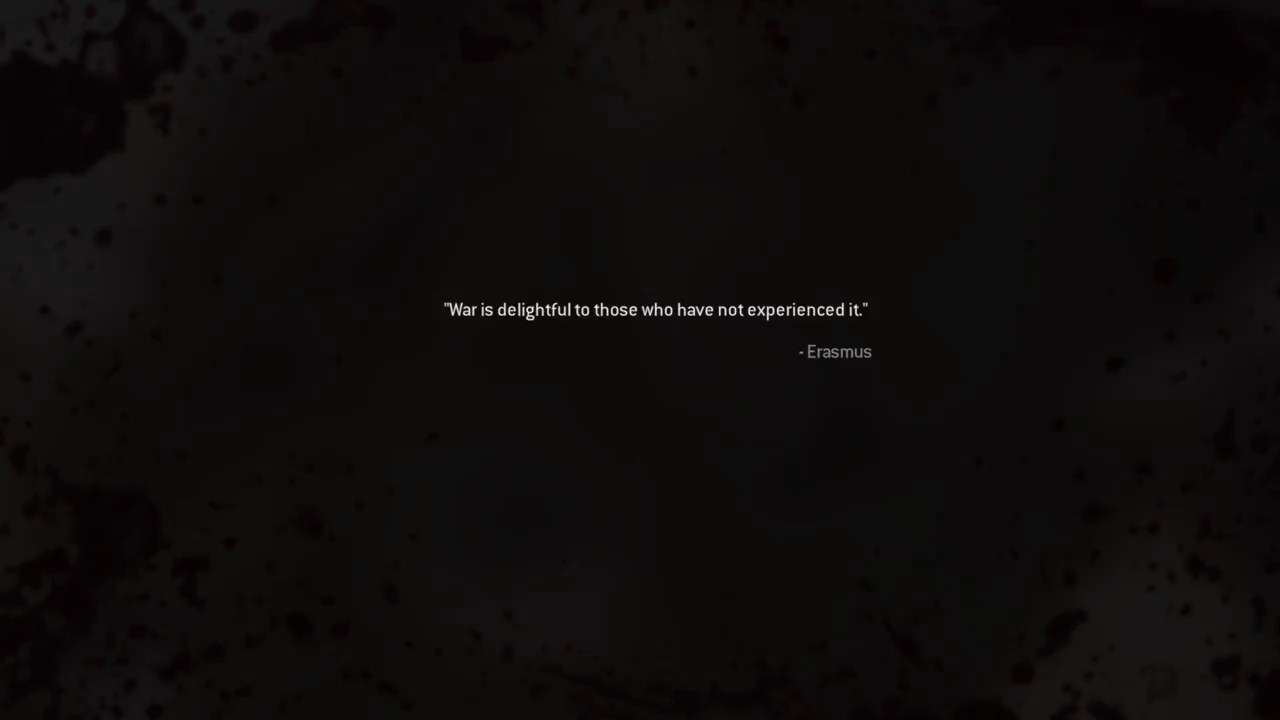 "War is delightful to those who have not experienced it."
- Erasmus